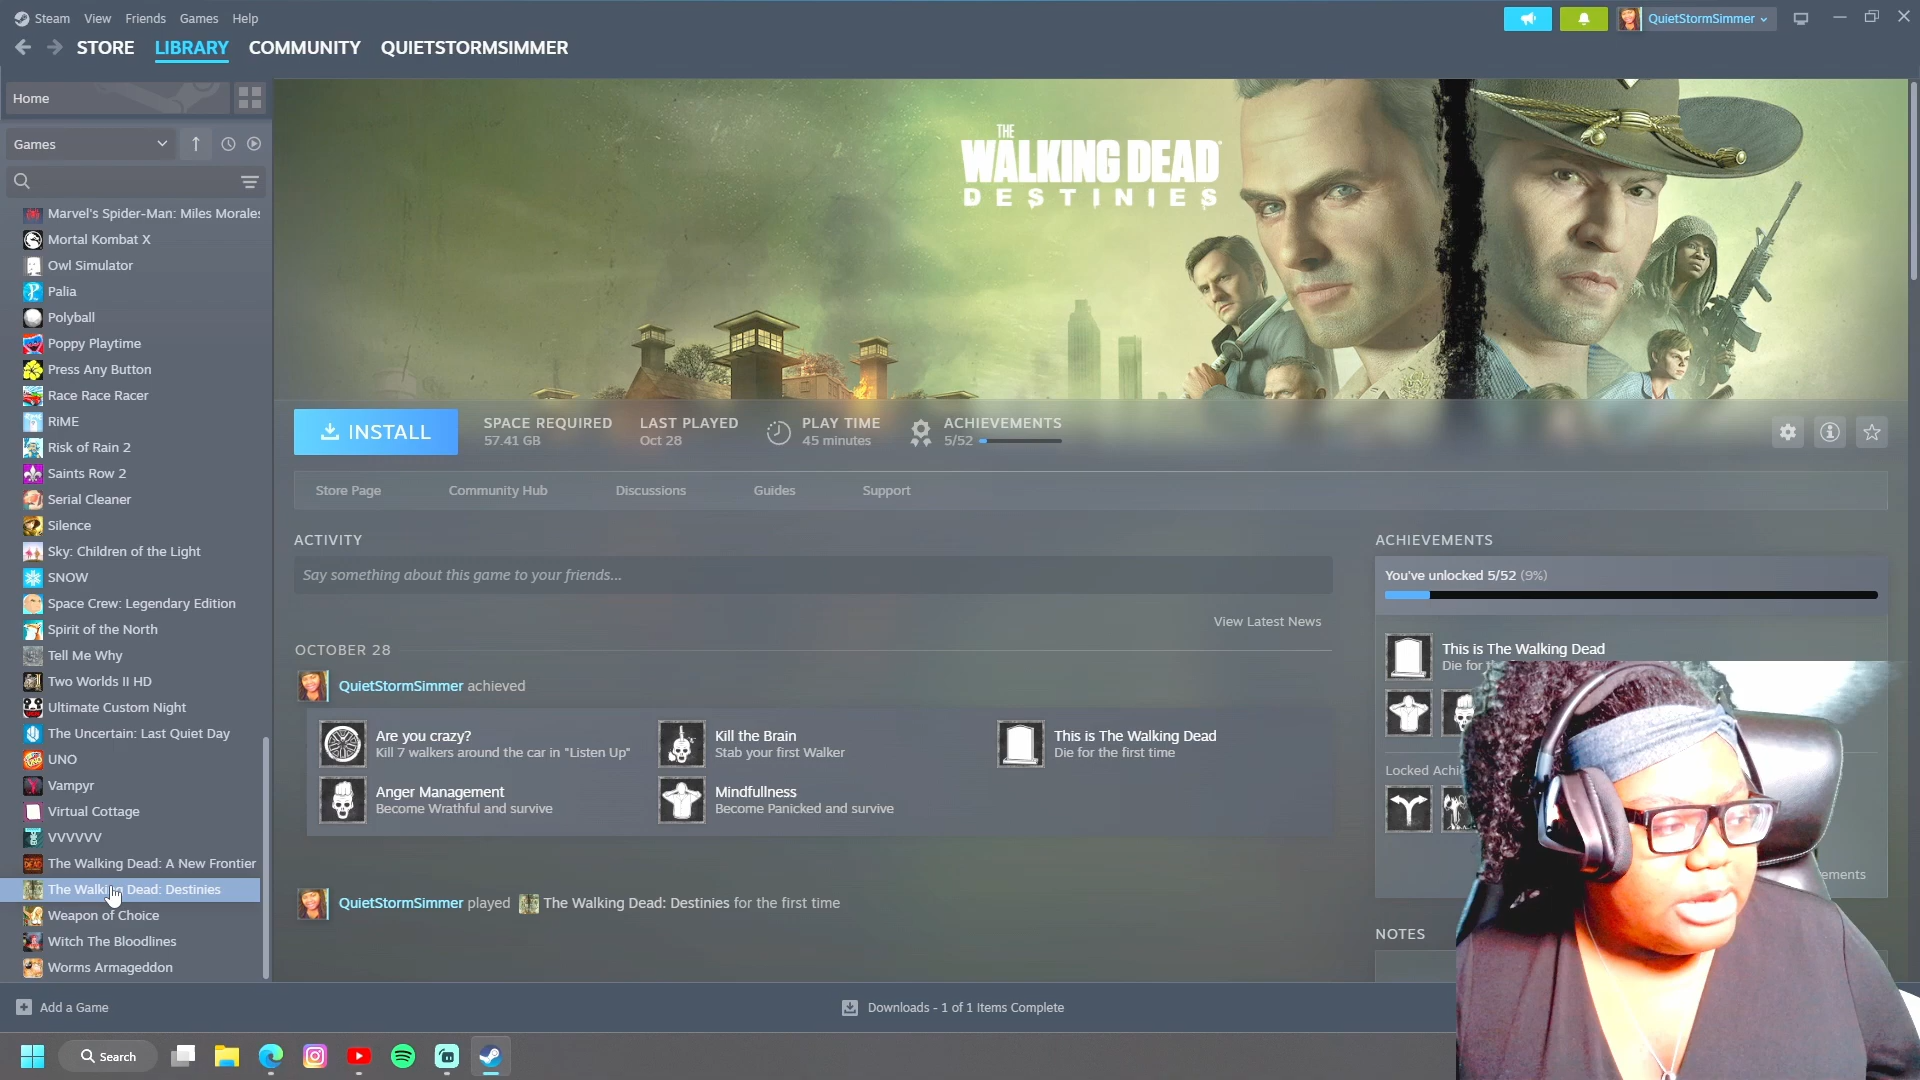 Steam View Friends Games Help
QuietStormSimmer
STORE LIBRARY COMMUNITY QUIETSTORMSIMMER
Home
Games
Marvel's Spider-Man: Miles Morales
Mortal Kombat X
Owl Simulator
Palia
Polyball
Poppy Playtime
Press Any Button
Race Race Racer
RiME
Risk of Rain 2
Saints Row 2
Serial Cleaner
Silence
Sky: Children of the Light
SNOW
Space Crew: Legendary Edition
Spirit of the North
Tell Me Why
Two Worlds II HD
Ultimate Custom Night
The Uncertain: Last Quiet Day
UNO
Vampyr
Virtual Cottage
VVVVVV
The Walking Dead: A New Frontier
The Walking Dead: Destinies
Weapon of Choice
Witch The Bloodlines
Worms Armageddon
Add a Game
THE
WALKING DEAD
DESTINIES
INSTALL
SPACE REQUIRED
57.41 GB
LAST PLAYED
Oct 28
PLAY TIME
45 minutes
ACHIEVEMENTS
5/52
Store Page Community Hub Discussions Guides Support
ACTIVITY
Say something about this game to your friends...
View Latest News
OCTOBER 28
QuietStormSimmer achieved
Are you crazy?
Kill 7 walkers around the car in "Listen Up"
Kill the Brain
Stab your first Walker
This is The Walking Dead
Die for the first time
Anger Management
Become Wrathful and survive
Mindfullness
Become Panicked and survive
QuietStormSimmer played The Walking Dead: Destinies for the first time
ACHIEVEMENTS
You've unlocked 5/52 (9%)
This is The Walking Dead
Die for
Locked
NOTES
Downloads - 1 of 1 Items Complete
Search